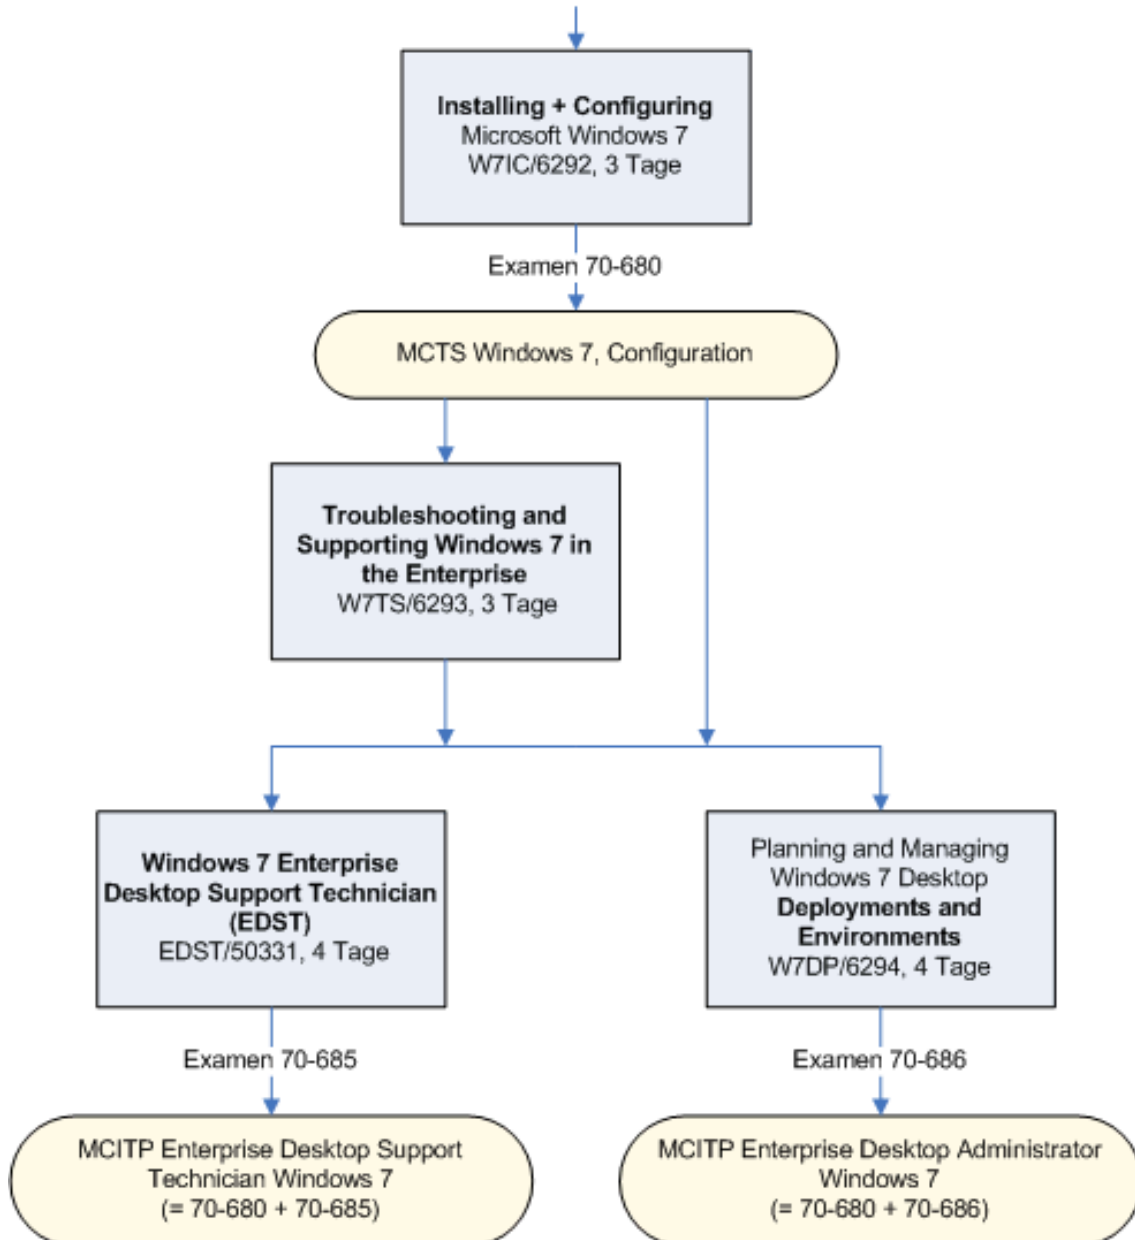 Installing + Configuring
Microsoft Windows 7
W7IC/6292, 3 Tage
Examen 70-680
MCTS Windows 7, Configuration
Troubleshooting and
Supporting Windows 7 in
the Enterprise
W7TS/6293, 3 Tage
Windows 7 Enterprise
Desktop Support Technician
(EDST)
EDST/50331, 4 Tage
Planning and Managing
Windows 7 Desktop
Deployments and
Environments
W7DP/6294, 4 Tage
Examen 70-685
Examen 70-686
MCITP Enterprise Desktop Support
Technician Windows 7
(= 70-680 + 70-685)
MCITP Enterprise Desktop Administrator
Windows 7
(= 70-680 + 70-686)